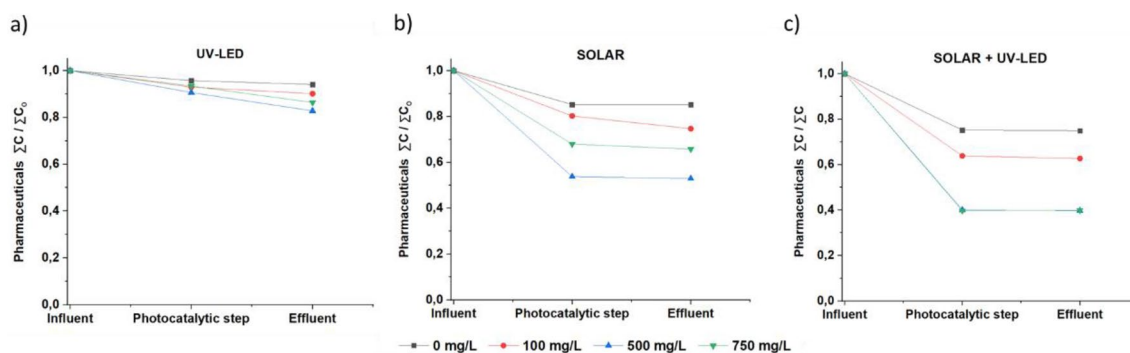 a)
UV-LED
Pharmaceuticals ∑C / ∑C₀
1,0
0,8
0,6
0,4
0,2
0,0
Influent Photocatalytic step Effluent
b)
SOLAR
Pharmaceuticals ∑C / ∑C₀
1,0
0,8
0,6
0,4
0,2
0,0
Influent Photocatalytic step Effluent
c)
SOLAR + UV-LED
Pharmaceuticals ∑C / ∑C
1,0
0,8
0,6
0,4
0,2
0,0
Influent Photocatalytic step Effluent
0 mg/L 100 mg/L 500 mg/L 750 mg/L